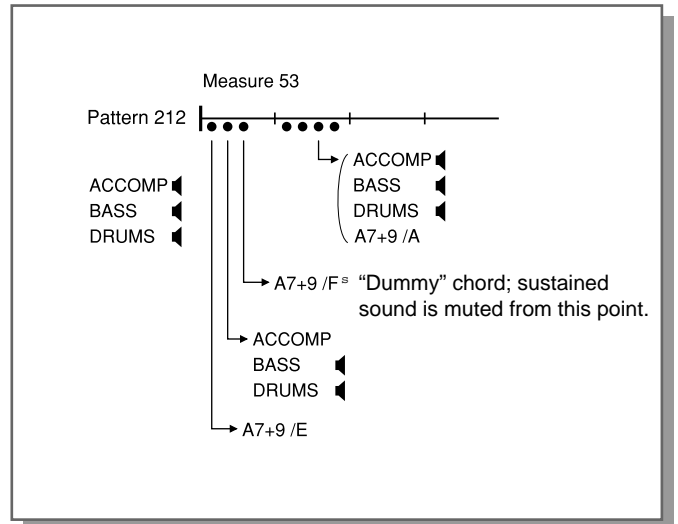 Measure 53
Pattern 212
ACCOMP
BASS
DRUMS
ACCOMP
BASS
DRUMS
A7+9 /A
A7+9 /F≤ “Dummy” chord; sustained
sound is muted from this point.
ACCOMP
BASS
DRUMS
A7+9 /E